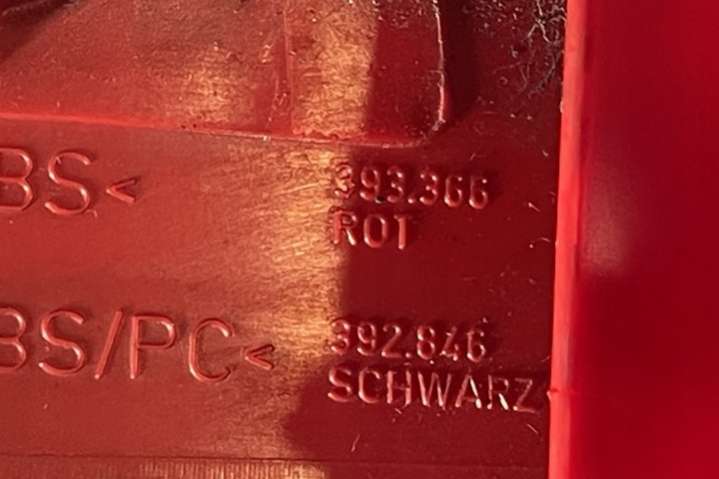 BS< 393.366
ROT
BS/PC< 392.846
SCHWARZ